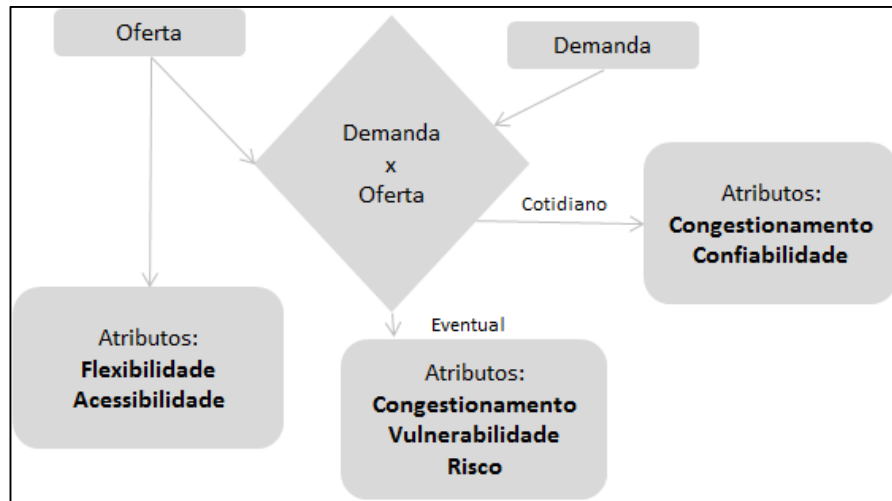 Oferta
Demanda
Demanda
x
Oferta
Cotidiano
Atributos:
Congestionamento
Confiabilidade
Atributos:
Flexibilidade
Acessibilidade
Eventual
Atributos:
Congestionamento
Vulnerabilidade
Risco